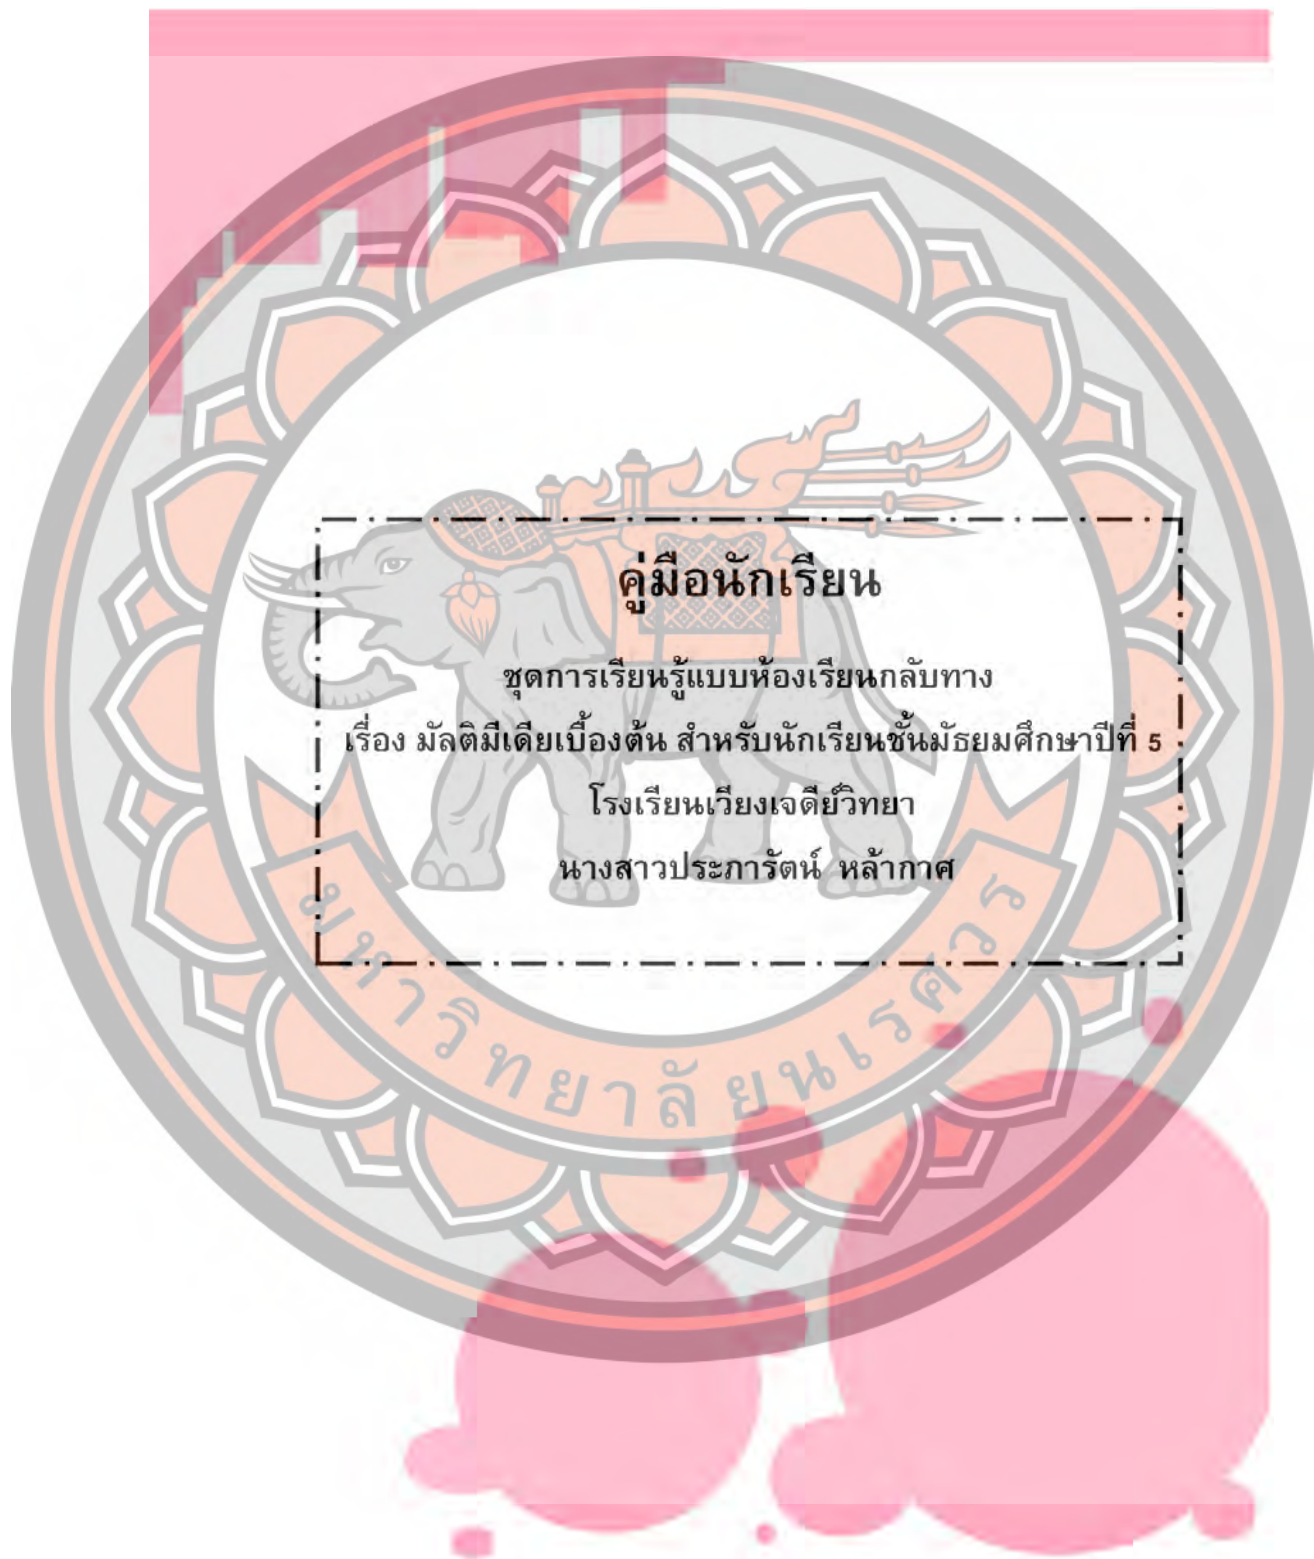 คู่มือนักเรียน
ชุดการเรียนรู้แบบห้องเรียนกลับทาง
เรื่อง มัลติมีเดียเบื้องต้น สำหรับนักเรียนชั้นมัธยมศึกษาปีที่ 5
โรงเรียนเวียงเจดีย์วิทยา
นางสาวประภารัตน์ หล้ากาศ
มหาวิทยาลัยนเรศวร